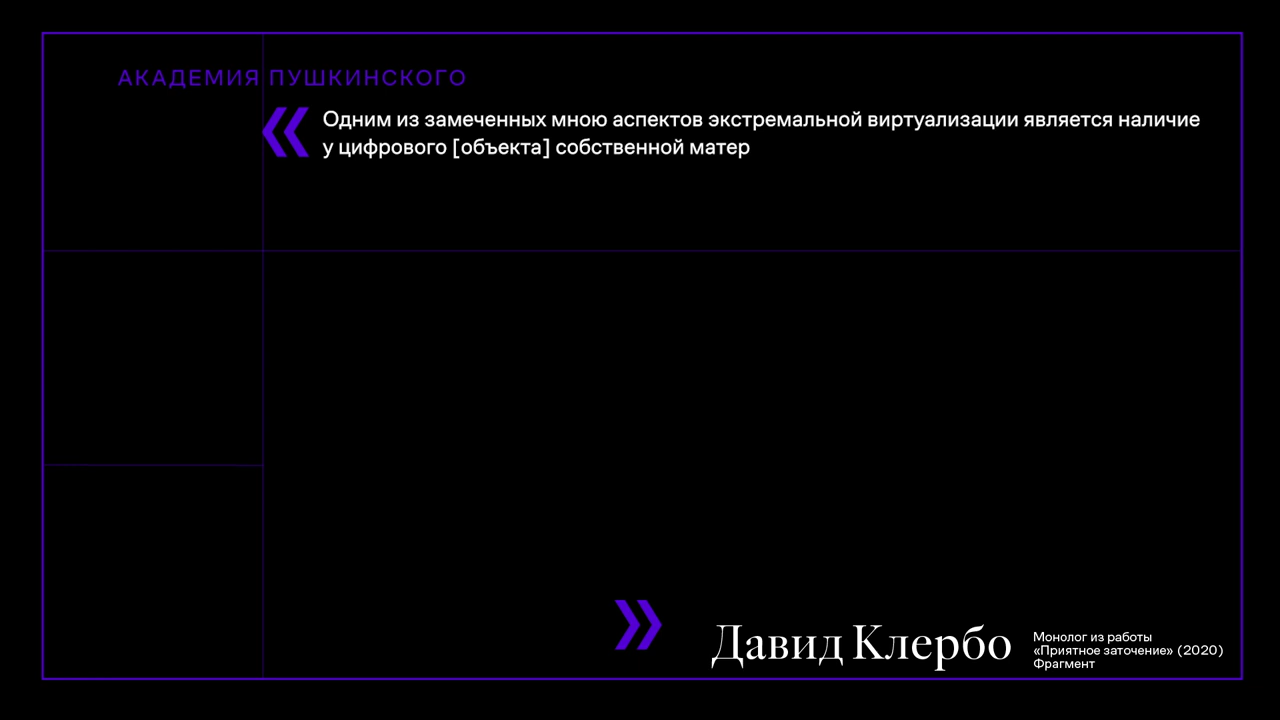 АКАДЕМИЯ ПУШКИНСКОГО
« Одним из замеченных мною аспектов экстремальной виртуализации является наличие
у цифрового [объекта] собственной матер
»
Давид Клербо
Монолог из работы
«Приятное заточение» (2020)
Фрагмент